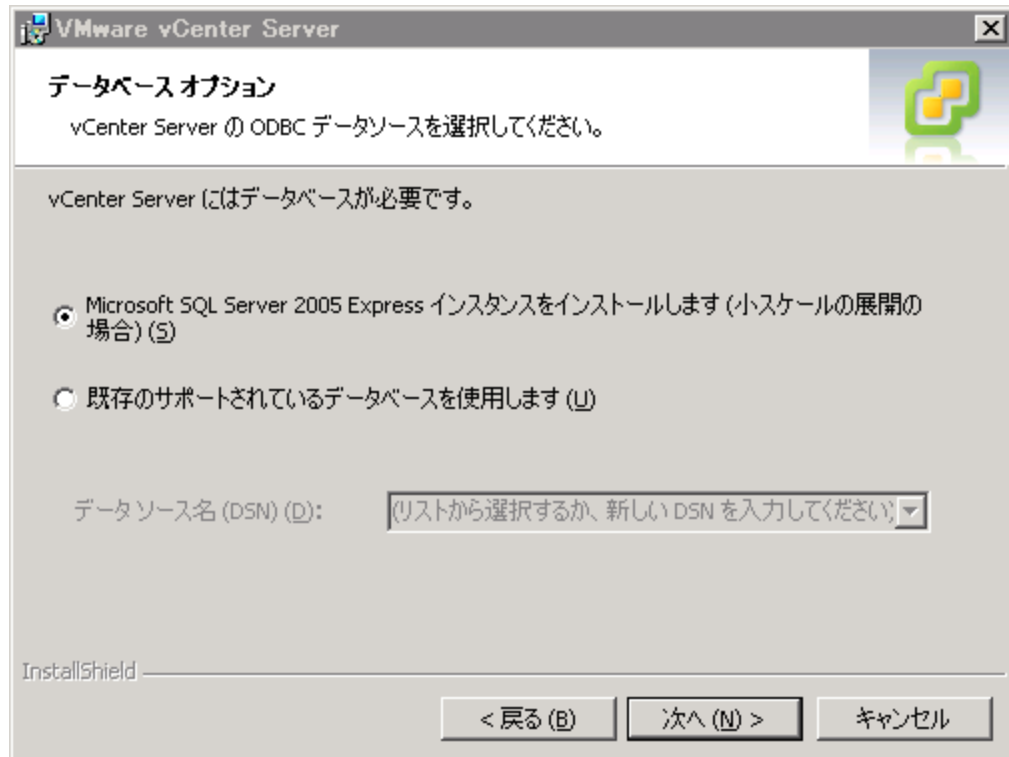 VMware vCenter Server
データベース オプション
vCenter Server の ODBC データソースを選択してください。
vCenter Server にはデータベースが必要です。
Microsoft SQL Server 2005 Express インスタンスをインストールします (小スケールの展開の
場合) (S)
既存のサポートされているデータベースを使用します (U)
データ ソース名 (DSN) (D): (リストから選択するか、新しい DSN を入力してください)
InstallShield
< 戻る (B) 次へ (N) > キャンセル